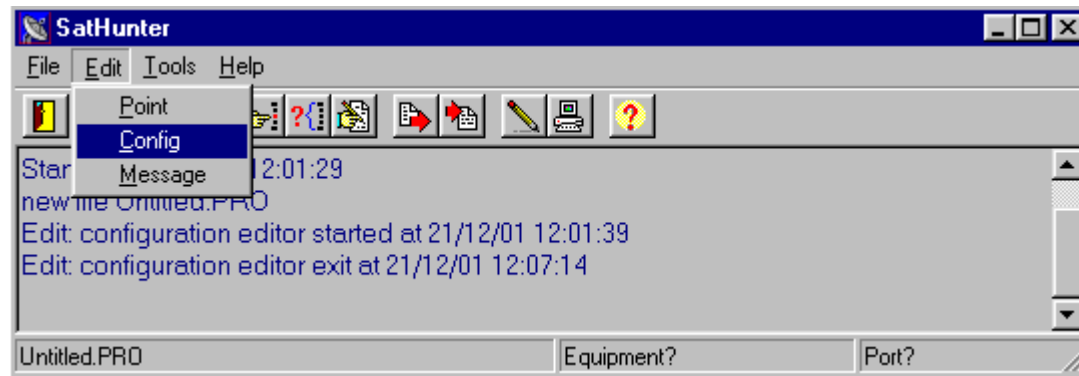 SatHunter
File Edit Tools Help
Point
Config
Message
Star 2:01:29
new file Untitled.PRO
Edit: configuration editor started at 21/12/01 12:01:39
Edit: configuration editor exit at 21/12/01 12:07:14
Untitled.PRO Equipment? Port?